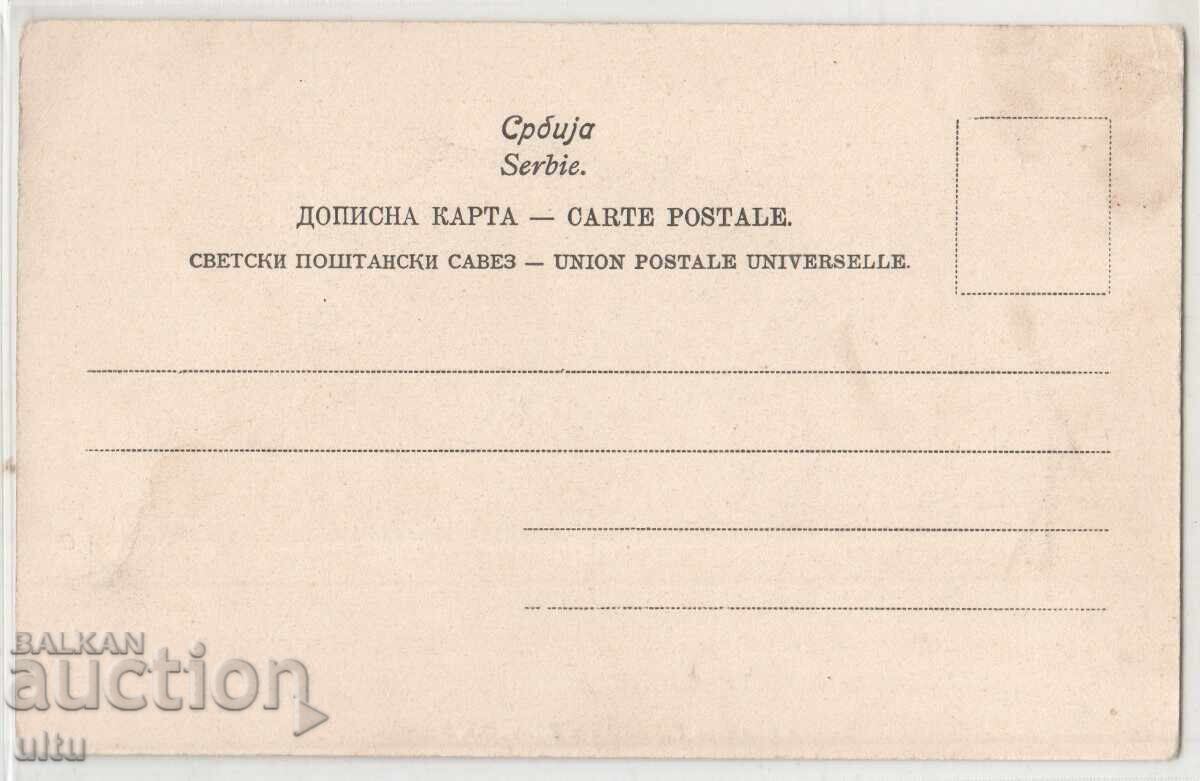 Србија
Serbie.
ДОПИСНА КАРТА — CARTE POSTALE.
СВЕТСКИ ПОШТАНСКИ САВЕЗ — UNION POSTALE UNIVERSELLE.
BALKAN
auction
ultu